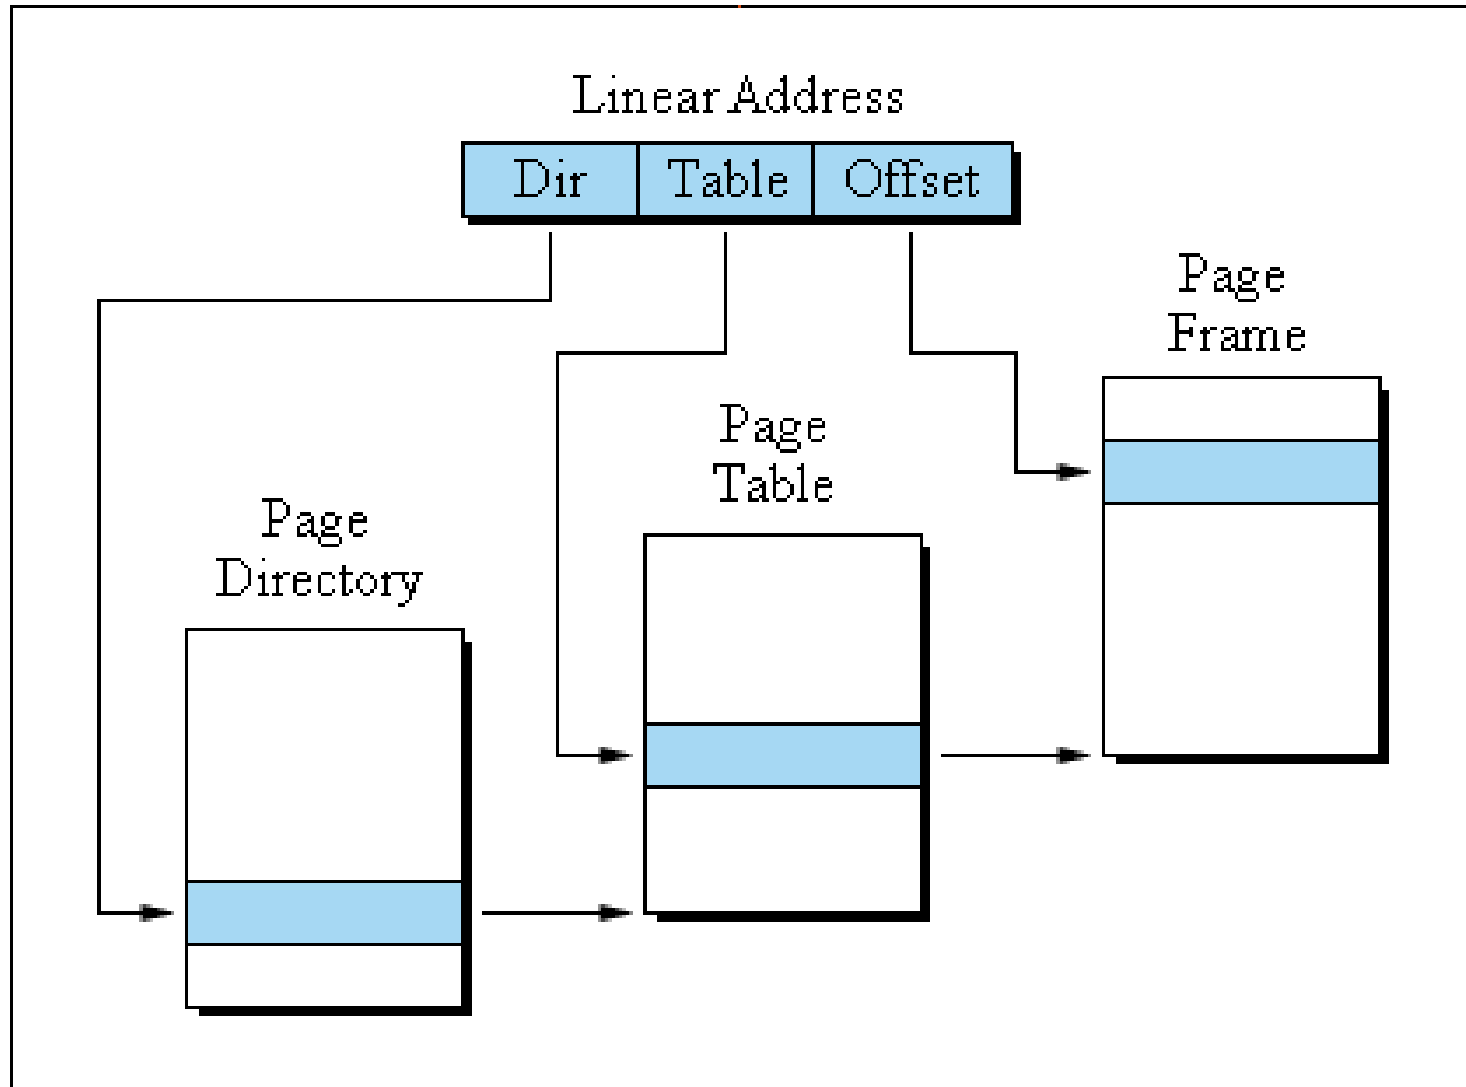 Linear Address
Dir
Table
Offset
Page
Frame
Page
Table
Page
Directory